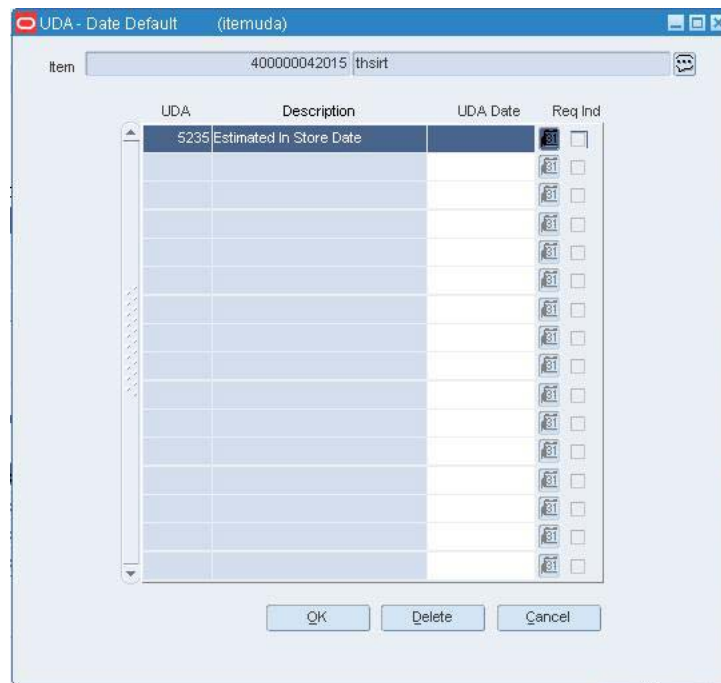 UDA - Date Default (itemuda)
Item 400000042015 thsirt
UDA Description UDA Date Req Ind
5235 Estimated In Store Date
OK Delete Cancel